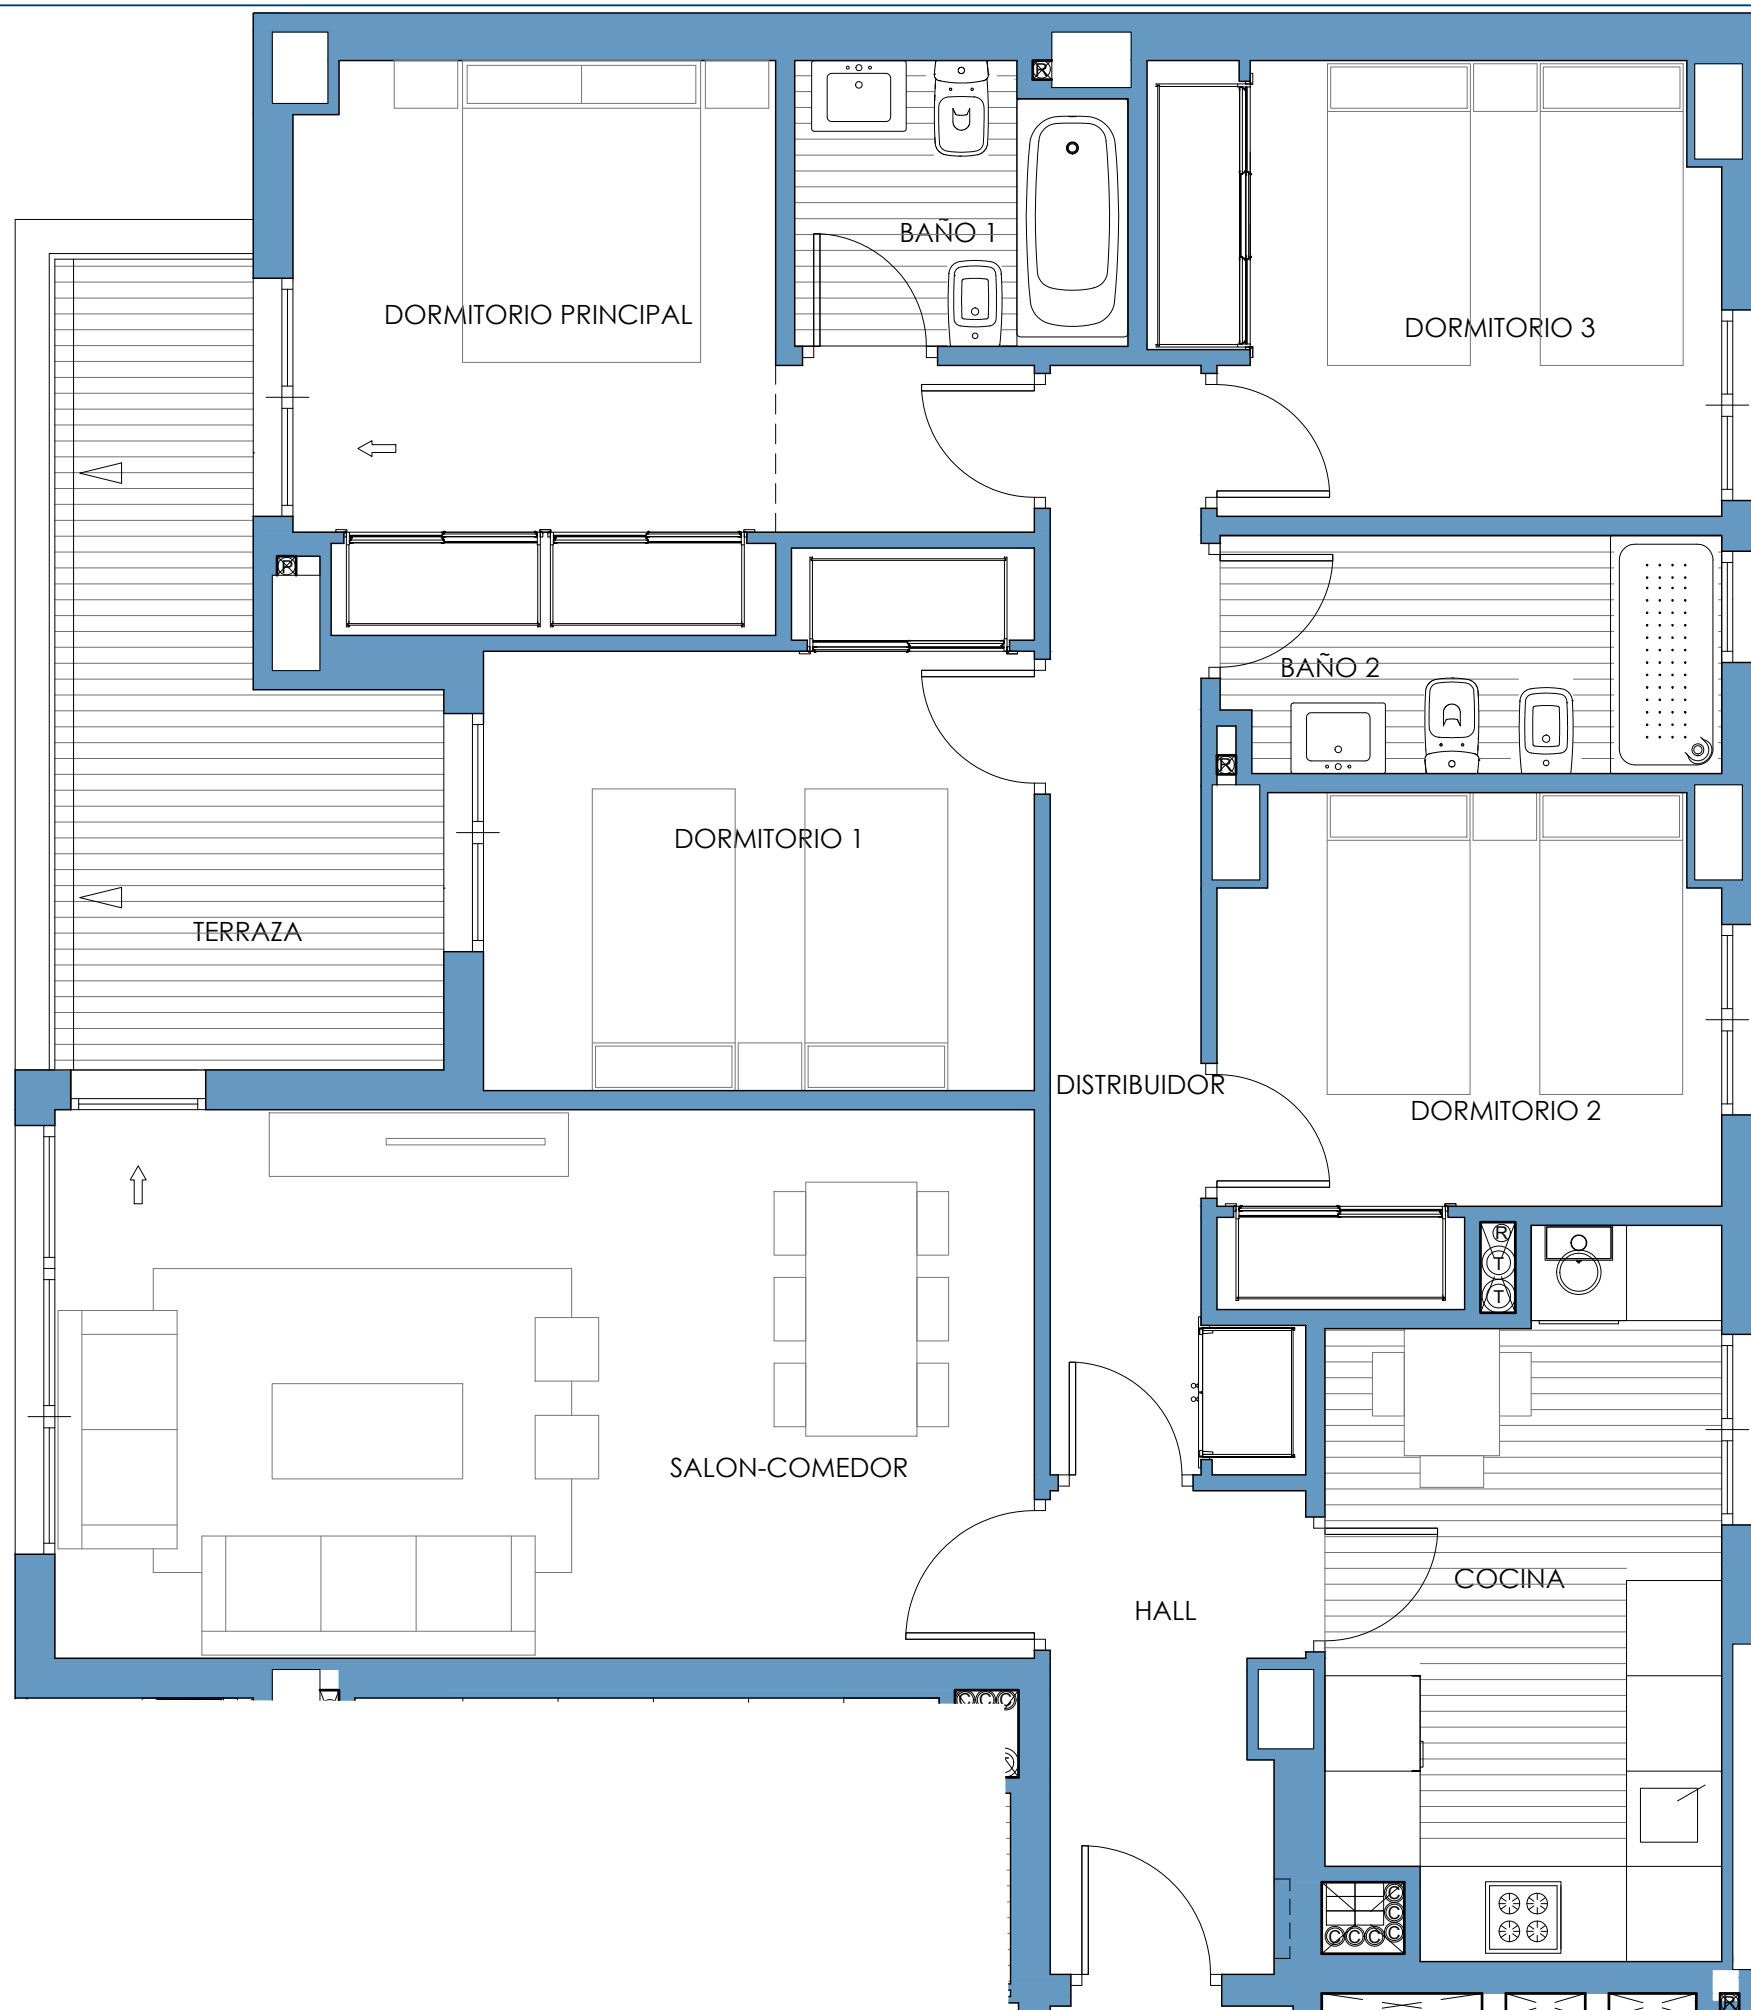 R
BAÑO 1
DORMITORIO PRINCIPAL
DORMITORIO 3
R
BAÑO 2
R
DORMITORIO 1
TERRAZA
DISTRIBUIDOR
DORMITORIO 2
R
T
T
SALON-COMEDOR
COCINA
HALL
C C C
C
C
C
C C C
R